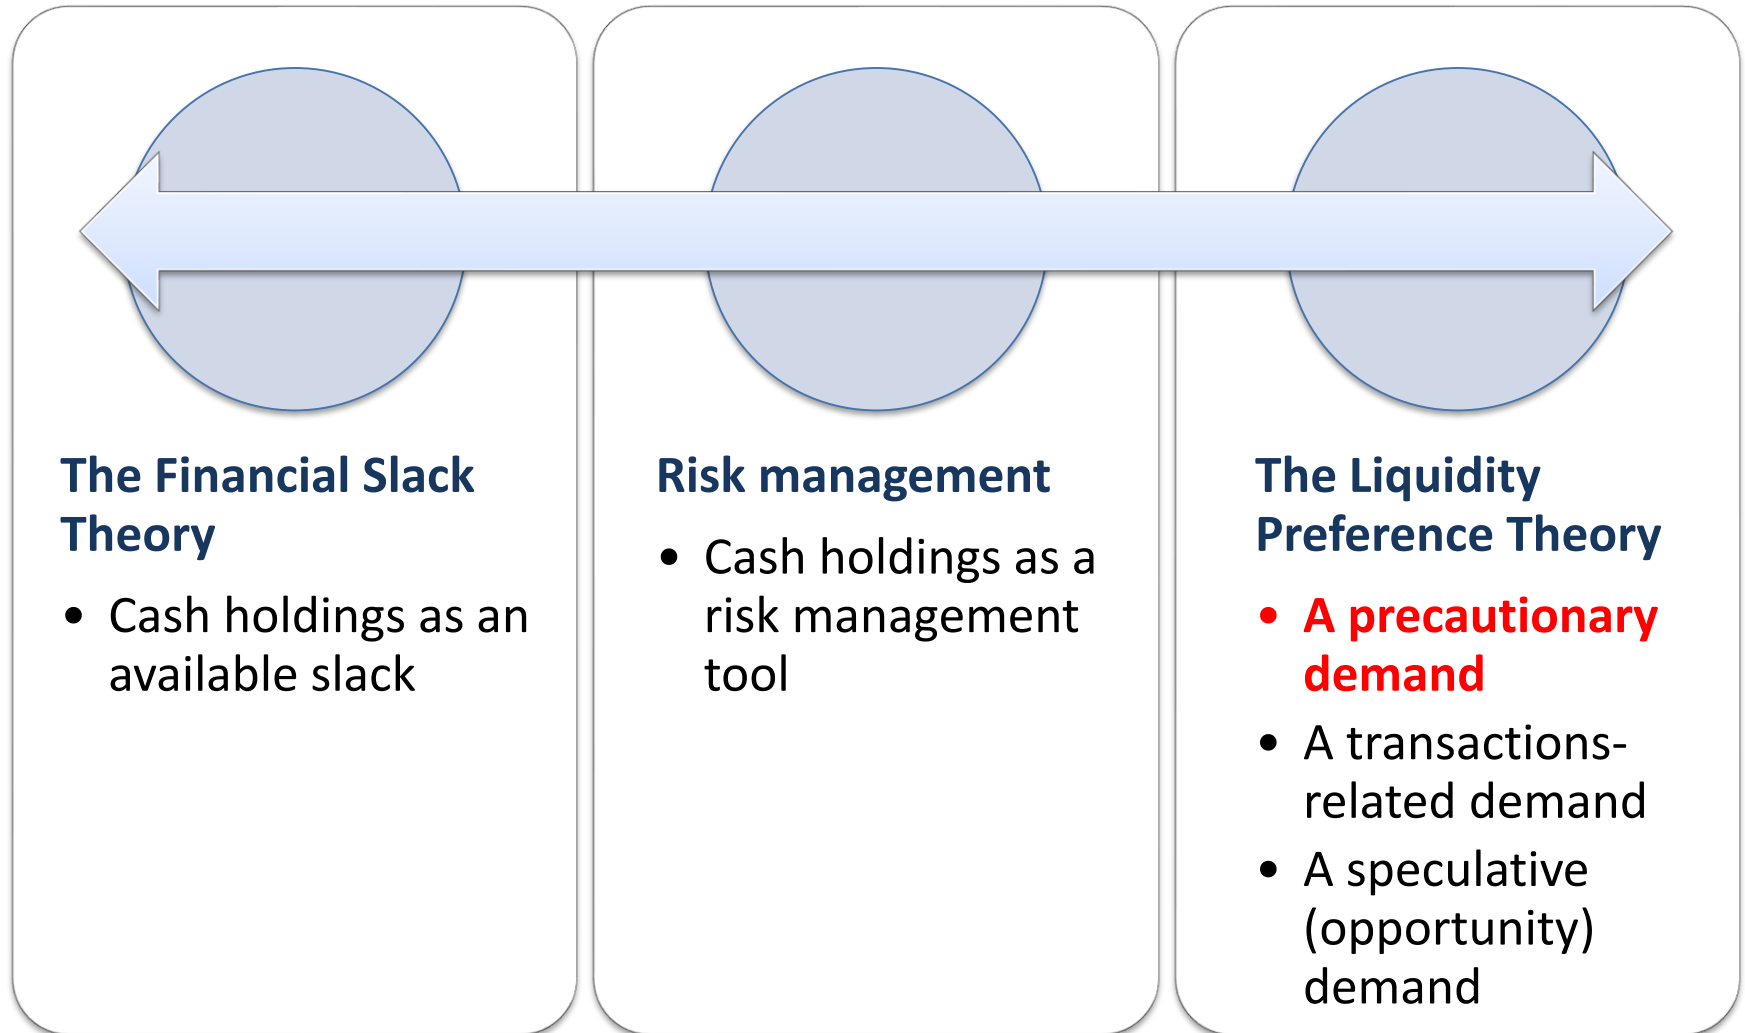 The Financial Slack
Theory
• Cash holdings as an
available slack
Risk management
• Cash holdings as a
risk management
tool
The Liquidity
Preference Theory
• A precautionary
demand
• A transactions-
related demand
• A speculative
(opportunity)
demand